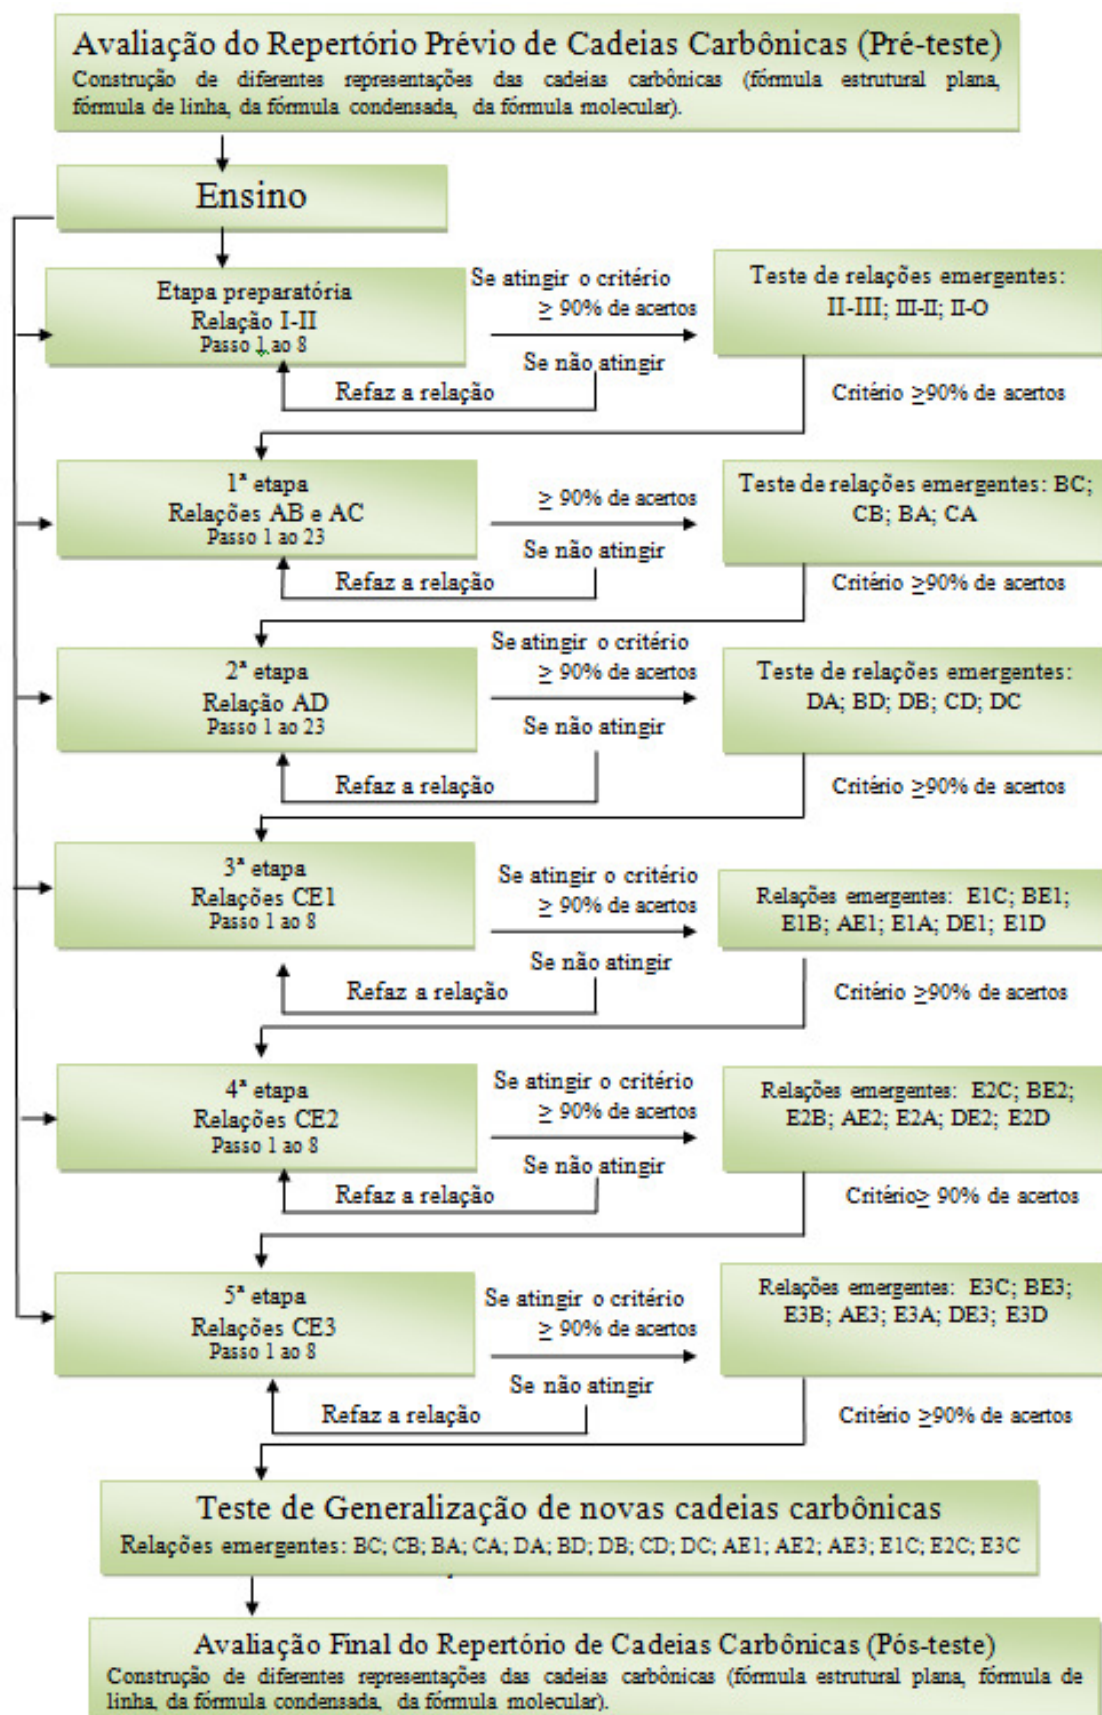 Avaliação do Repertório Prévio de Cadeias Carbônicas (Pré-teste)
Construção de diferentes representações das cadeias carbônicas (fórmula estrutural plana,
fórmula de linha, da fórmula condensada, da fórmula molecular).
Ensino
Etapa preparatória
Relação I-II
Passo 1 ao 8
Se atingir o critério
≥ 90% de acertos
Se não atingir
Refaz a relação
Teste de relações emergentes:
II-III; III-II; II-O
Critério ≥90% de acertos
1ª etapa
Relações AB e AC
Passo 1 ao 23
≥ 90% de acertos
Se não atingir
Refaz a relação
Teste de relações emergentes: BC;
CB; BA; CA
Critério ≥90% de acertos
2ª etapa
Relação AD
Passo 1 ao 23
Se atingir o critério
≥ 90% de acertos
Se não atingir
Refaz a relação
Teste de relações emergentes:
DA; BD; DB; CD; DC
Critério ≥90% de acertos
3ª etapa
Relações CE1
Passo 1 ao 8
Se atingir o critério
≥ 90% de acertos
Se não atingir
Refaz a relação
Relações emergentes: E1C; BE1;
E1B; AE1; E1A; DE1; E1D
Critério ≥90% de acertos
4ª etapa
Relações CE2
Passo 1 ao 8
Se atingir o critério
≥ 90% de acertos
Se não atingir
Refaz a relação
Relações emergentes: E2C; BE2;
E2B; AE2; E2A; DE2; E2D
Critério≥ 90% de acertos
5ª etapa
Relações CE3
Passo 1 ao 8
Se atingir o critério
≥ 90% de acertos
Se não atingir
Refaz a relação
Relações emergentes: E3C; BE3;
E3B; AE3; E3A; DE3; E3D
Critério ≥90% de acertos
Teste de Generalização de novas cadeias carbônicas
Relações emergentes: BC; CB; BA; CA; DA; BD; DB; CD; DC; AE1; AE2; AE3; E1C; E2C; E3C
Avaliação Final do Repertório de Cadeias Carbônicas (Pós-teste)
Construção de diferentes representações das cadeias carbônicas (fórmula estrutural plana, fórmula de
linha, da fórmula condensada, da fórmula molecular).